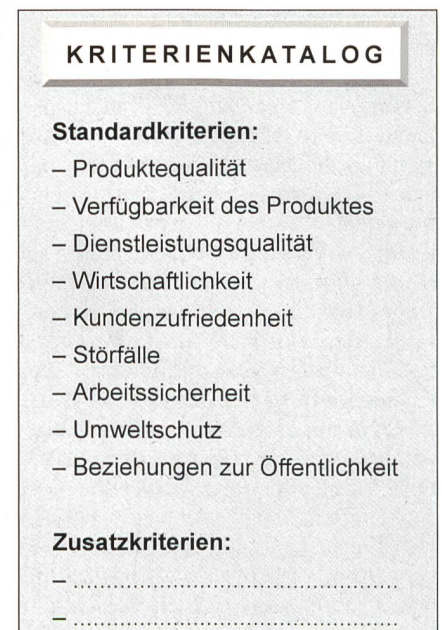 KRITERIENKATALOG
Standardkriterien:
– Produktequalität
– Verfügbarkeit des Produktes
– Dienstleistungsqualität
– Wirtschaftlichkeit
– Kundenzufriedenheit
– Störfälle
– Arbeitssicherheit
– Umweltschutz
– Beziehungen zur Öffentlichkeit
Zusatzkriterien:
– ................................................
– ................................................